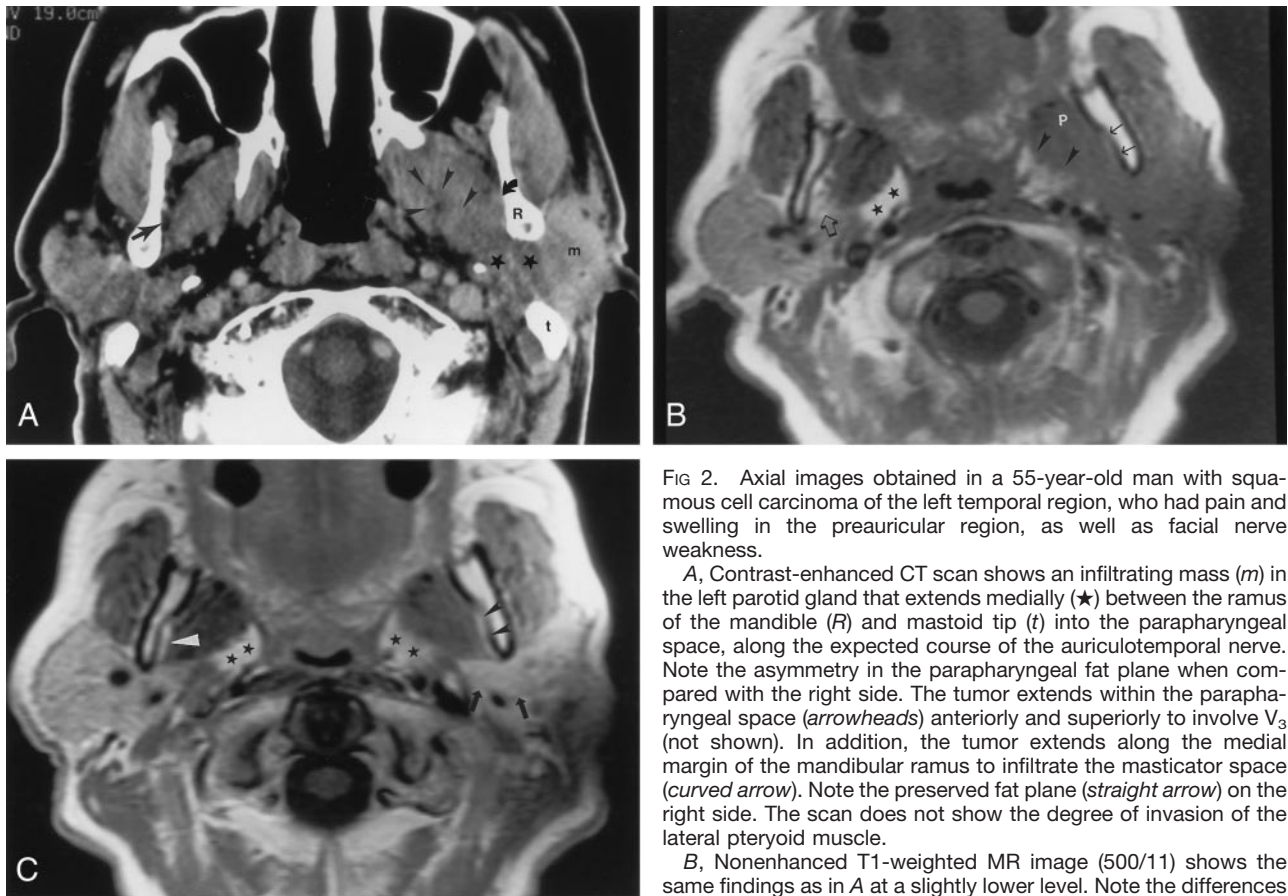 OV 19.0cm
ND
R
m
t
A
P
B
C
FIG 2. Axial images obtained in a 55-year-old man with squa-
mous cell carcinoma of the left temporal region, who had pain and
swelling in the preauricular region, as well as facial nerve
weakness.
A, Contrast-enhanced CT scan shows an infiltrating mass (m) in
the left parotid gland that extends medially (★) between the ramus
of the mandible (R) and mastoid tip (t) into the parapharyngeal
space, along the expected course of the auriculotemporal nerve.
Note the asymmetry in the parapharyngeal fat plane when com-
pared with the right side. The tumor extends within the parapha-
ryngeal space (arrowheads) anteriorly and superiorly to involve V₃
(not shown). In addition, the tumor extends along the medial
margin of the mandibular ramus to infiltrate the masticator space
(curved arrow). Note the preserved fat plane (straight arrow) on the
right side. The scan does not show the degree of invasion of the
lateral pteryoid muscle.
B, Nonenhanced T1-weighted MR image (500/11) shows the
same findings as in A at a slightly lower level. Note the differences